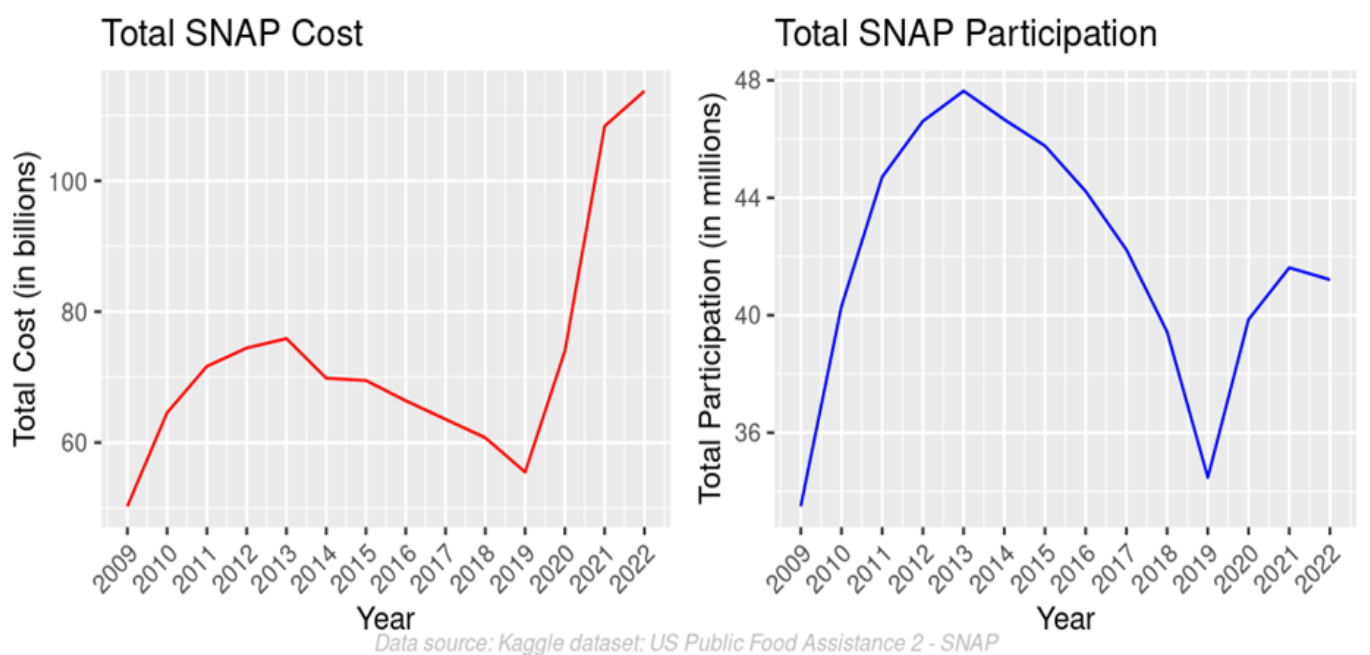 Total SNAP Cost
Total Cost (in billions)
100
80
60
2009 2010 2011 2012 2013 2014 2015 2016 2017 2018 2019 2020 2021 2022
Year
Total SNAP Participation
Total Participation (in millions)
48
44
40
36
2009 2010 2011 2012 2013 2014 2015 2016 2017 2018 2019 2020 2021 2022
Year
Data source: Kaggle dataset: US Public Food Assistance 2 - SNAP